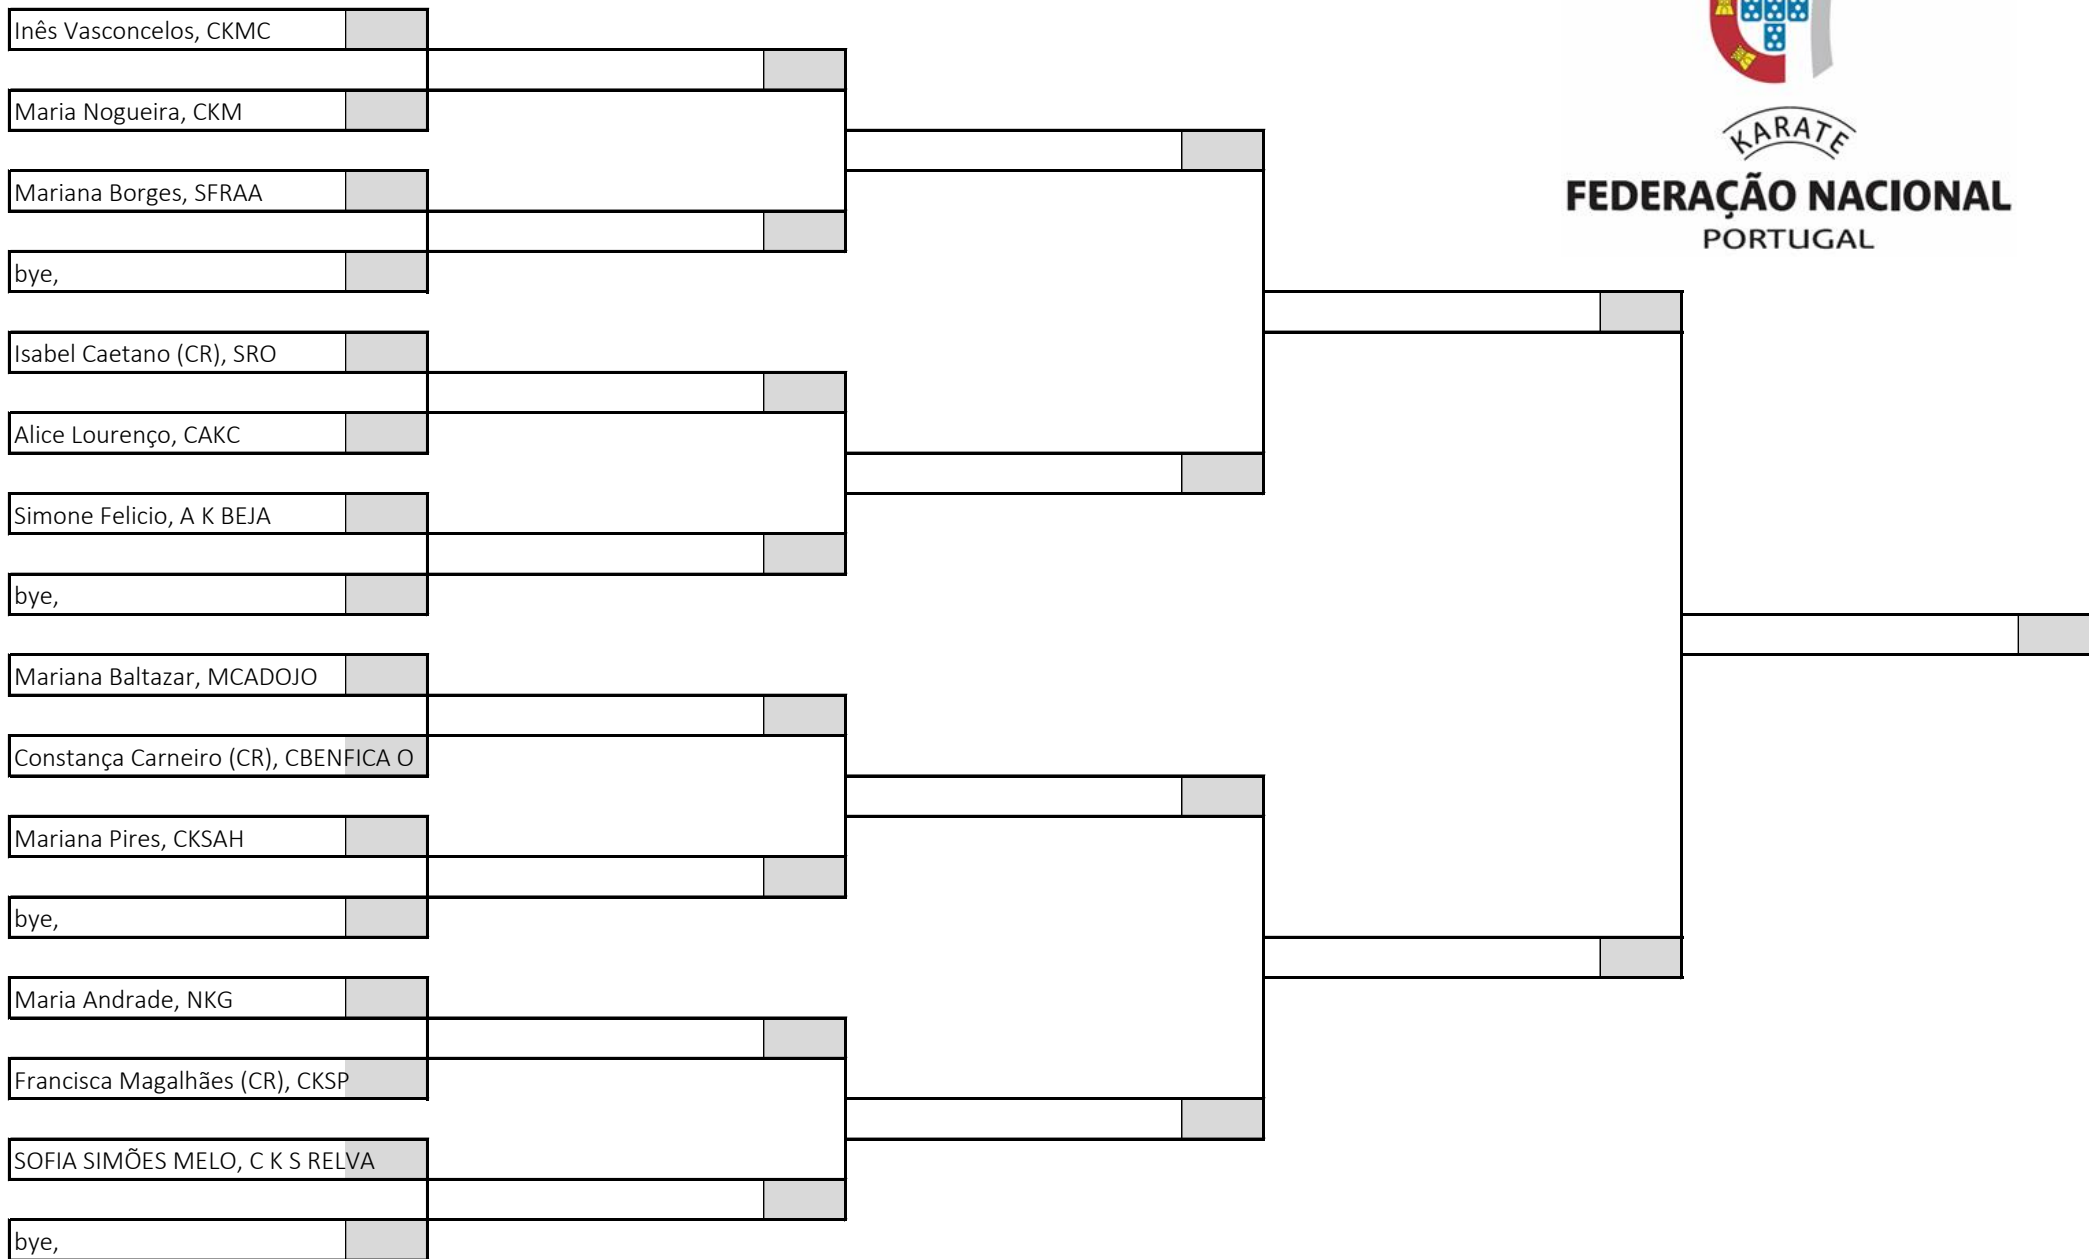 Inês Vasconcelos, CKMC
Maria Nogueira, CKM
Mariana Borges, SFRAA
bye,
Isabel Caetano (CR), SRO
Alice Lourenço, CAKC
Simone Felicio, A K BEJA
bye,
Mariana Baltazar, MCADOJO
Constança Carneiro (CR), CBENFICA O
Mariana Pires, CKSAH
bye,
Maria Andrade, NKG
Francisca Magalhães (CR), CKSP
SOFIA SIMÕES MELO, C K S RELVA
bye,
KARATE
FEDERAÇÃO NACIONAL
PORTUGAL